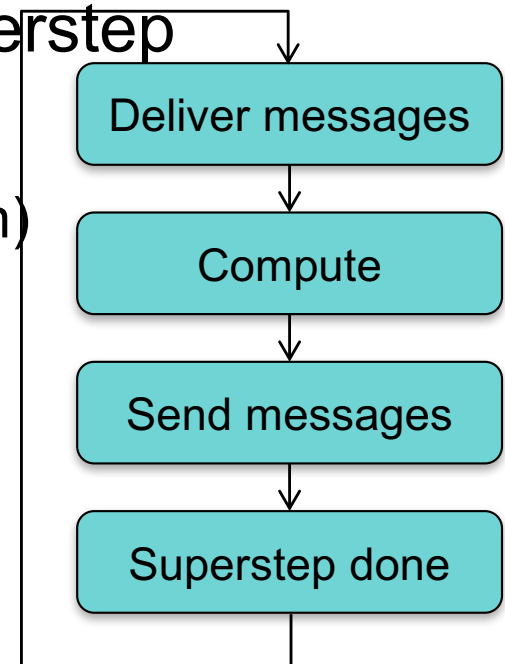 erstep
Deliver messages
n)
Compute
Send messages
Superstep done